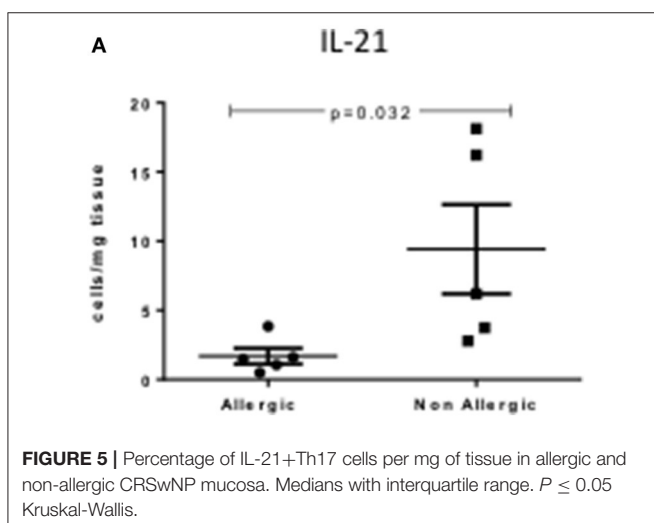 A
IL-21
p=0.032
20
15
10
5
0
cells/mg tissue
Allergic
Non Allergic
FIGURE 5 | Percentage of IL-21+Th17 cells per mg of tissue in allergic and
non-allergic CRSwNP mucosa. Medians with interquartile range. P ≤ 0.05
Kruskal-Wallis.